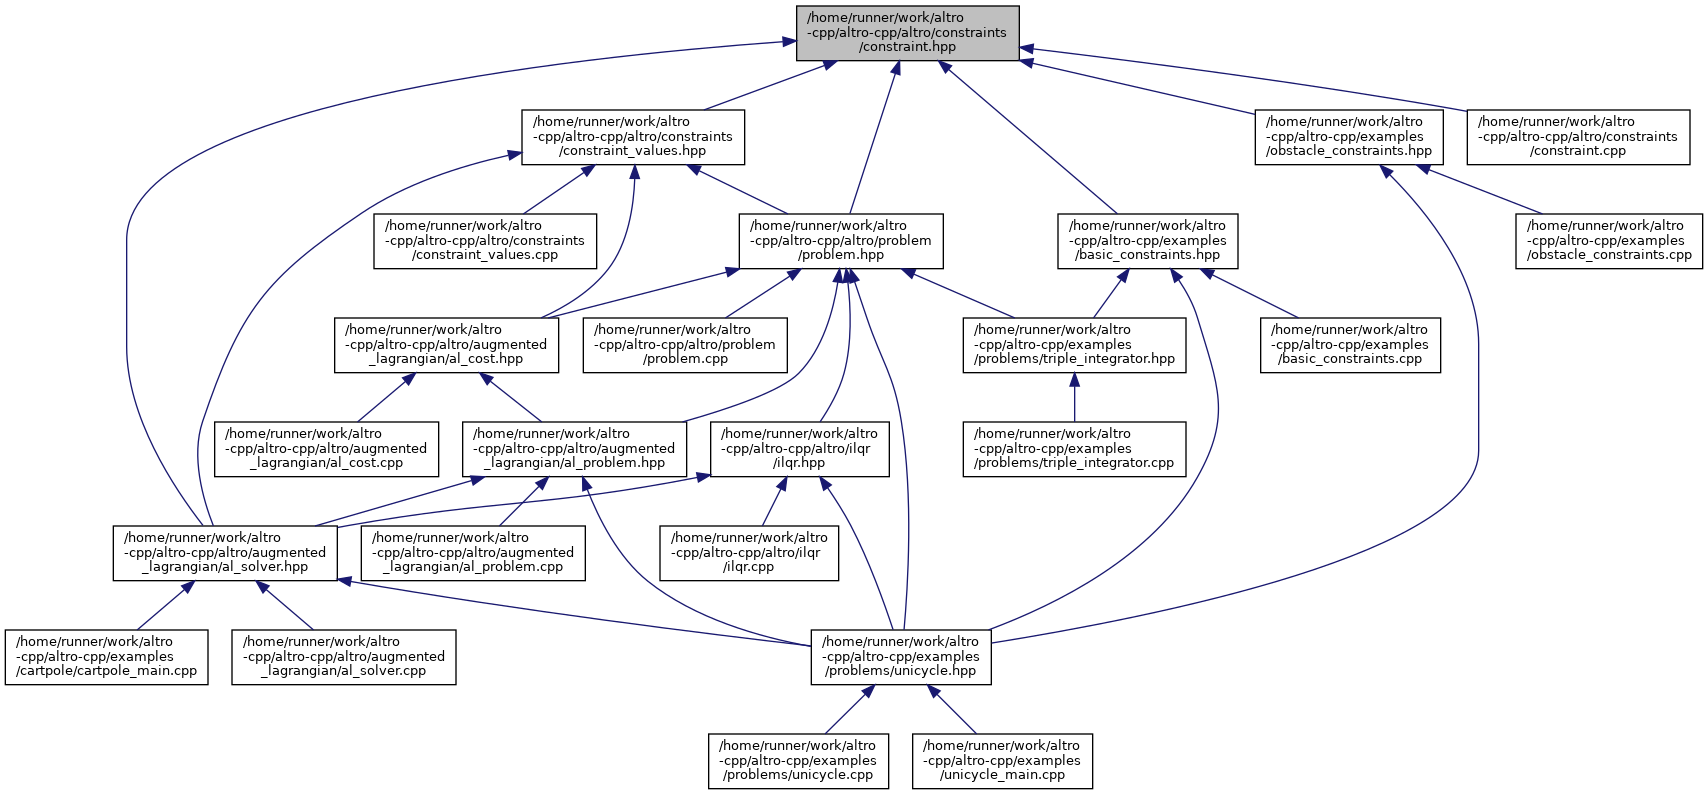 /home/runner/work/altro
-cpp/altro-cpp/altro/constraints
/constraint.hpp
/home/runner/work/altro
-cpp/altro-cpp/altro/constraints
/constraint_values.hpp
/home/runner/work/altro
-cpp/altro-cpp/examples
/obstacle_constraints.hpp
/home/runner/work/altro
-cpp/altro-cpp/altro/constraints
/constraint.cpp
/home/runner/work/altro
-cpp/altro-cpp/altro/constraints
/constraint_values.cpp
/home/runner/work/altro
-cpp/altro-cpp/altro/problem
/problem.hpp
/home/runner/work/altro
-cpp/altro-cpp/examples
/basic_constraints.hpp
/home/runner/work/altro
-cpp/altro-cpp/examples
/obstacle_constraints.cpp
/home/runner/work/altro
-cpp/altro-cpp/altro/augmented
_lagrangian/al_cost.hpp
/home/runner/work/altro
-cpp/altro-cpp/altro/problem
/problem.cpp
/home/runner/work/altro
-cpp/altro-cpp/examples
/problems/triple_integrator.hpp
/home/runner/work/altro
-cpp/altro-cpp/examples
/basic_constraints.cpp
/home/runner/work/altro
-cpp/altro-cpp/altro/augmented
_lagrangian/al_cost.cpp
/home/runner/work/altro
-cpp/altro-cpp/altro/augmented
_lagrangian/al_problem.hpp
/home/runner/work/altro
-cpp/altro-cpp/altro/ilqr
/ilqr.hpp
/home/runner/work/altro
-cpp/altro-cpp/examples
/problems/triple_integrator.cpp
/home/runner/work/altro
-cpp/altro-cpp/altro/augmented
_lagrangian/al_solver.hpp
/home/runner/work/altro
-cpp/altro-cpp/altro/augmented
_lagrangian/al_problem.cpp
/home/runner/work/altro
-cpp/altro-cpp/altro/ilqr
/ilqr.cpp
/home/runner/work/altro
-cpp/altro-cpp/examples
/cartpole/cartpole_main.cpp
/home/runner/work/altro
-cpp/altro-cpp/altro/augmented
_lagrangian/al_solver.cpp
/home/runner/work/altro
-cpp/altro-cpp/examples
/problems/unicycle.hpp
/home/runner/work/altro
-cpp/altro-cpp/examples
/problems/unicycle.cpp
/home/runner/work/altro
-cpp/altro-cpp/examples
/unicycle_main.cpp